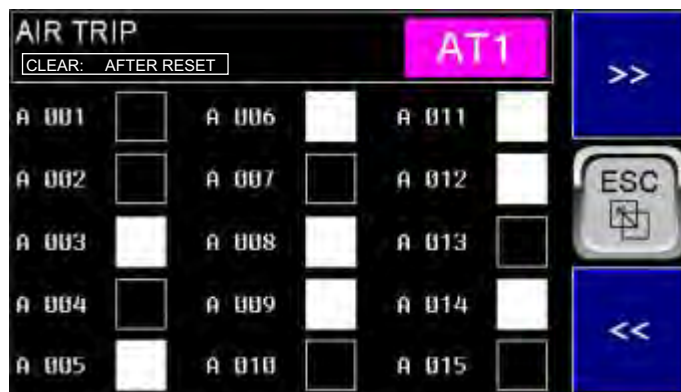 AIR TRIP
AT1
CLEAR: AFTER RESET
>>
A 001
A 006
A 011
A 002
A 007
A 012
ESC
A 003
A 008
A 013
A 004
A 009
A 014
<<
A 005
A 010
A 015